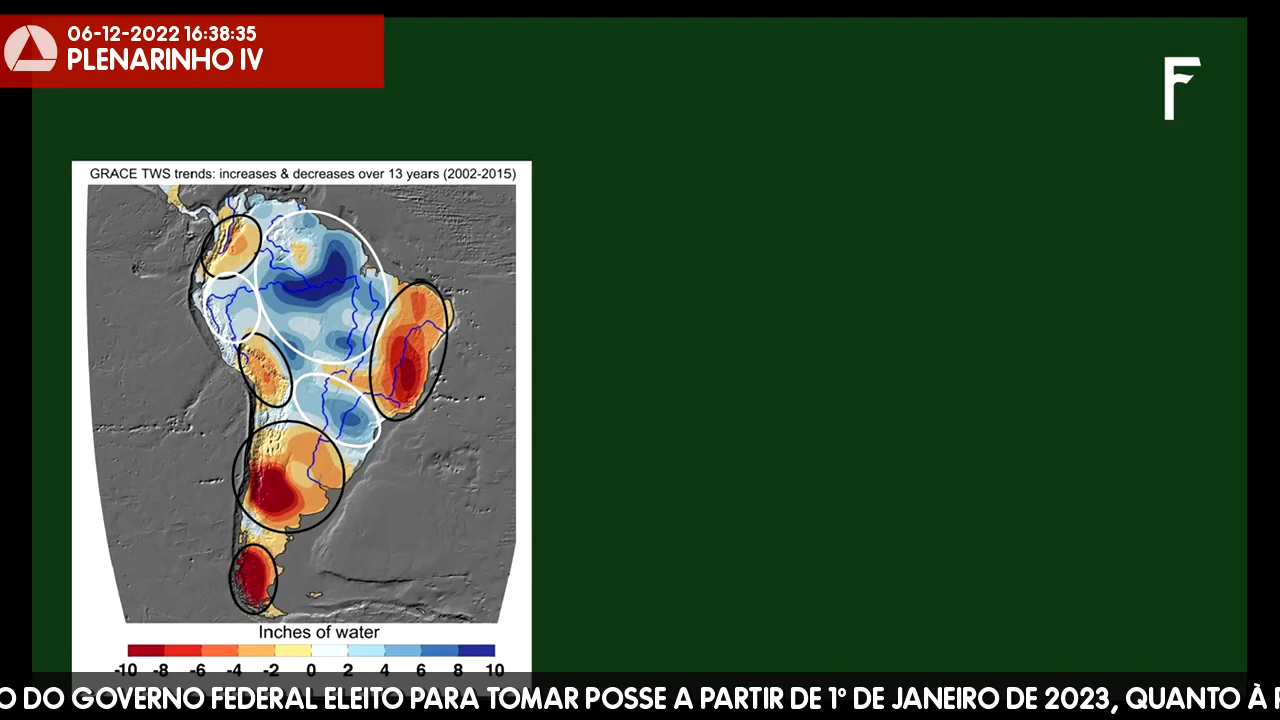 06-12-2022 16:38:35
PLENARINHO IV
F
GRACE TWS trends: increases & decreases over 13 years (2002-2015)
Inches of water
-10 -8 -6 -4 -2 0 2 4 6 8 10
O DO GOVERNO FEDERAL ELEITO PARA TOMAR POSSE A PARTIR DE 1º DE JANEIRO DE 2023, QUANTO À